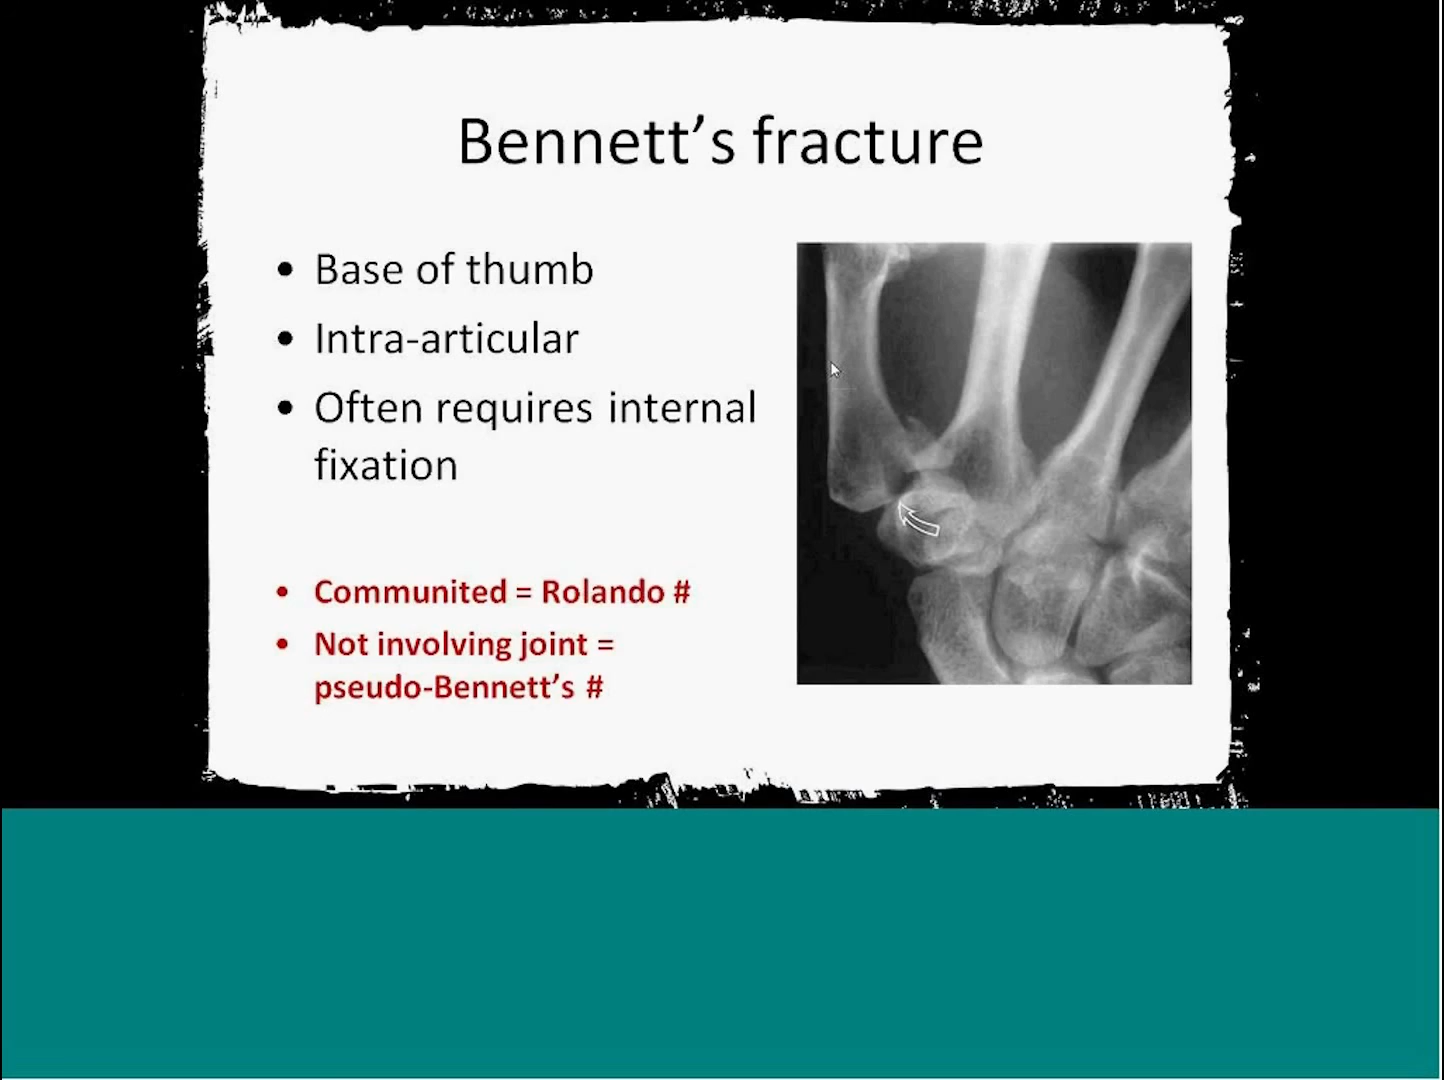 Bennett’s fracture
• Base of thumb
• Intra-articular
• Often requires internal
fixation
• Communited = Rolando #
• Not involving joint =
pseudo-Bennett’s #